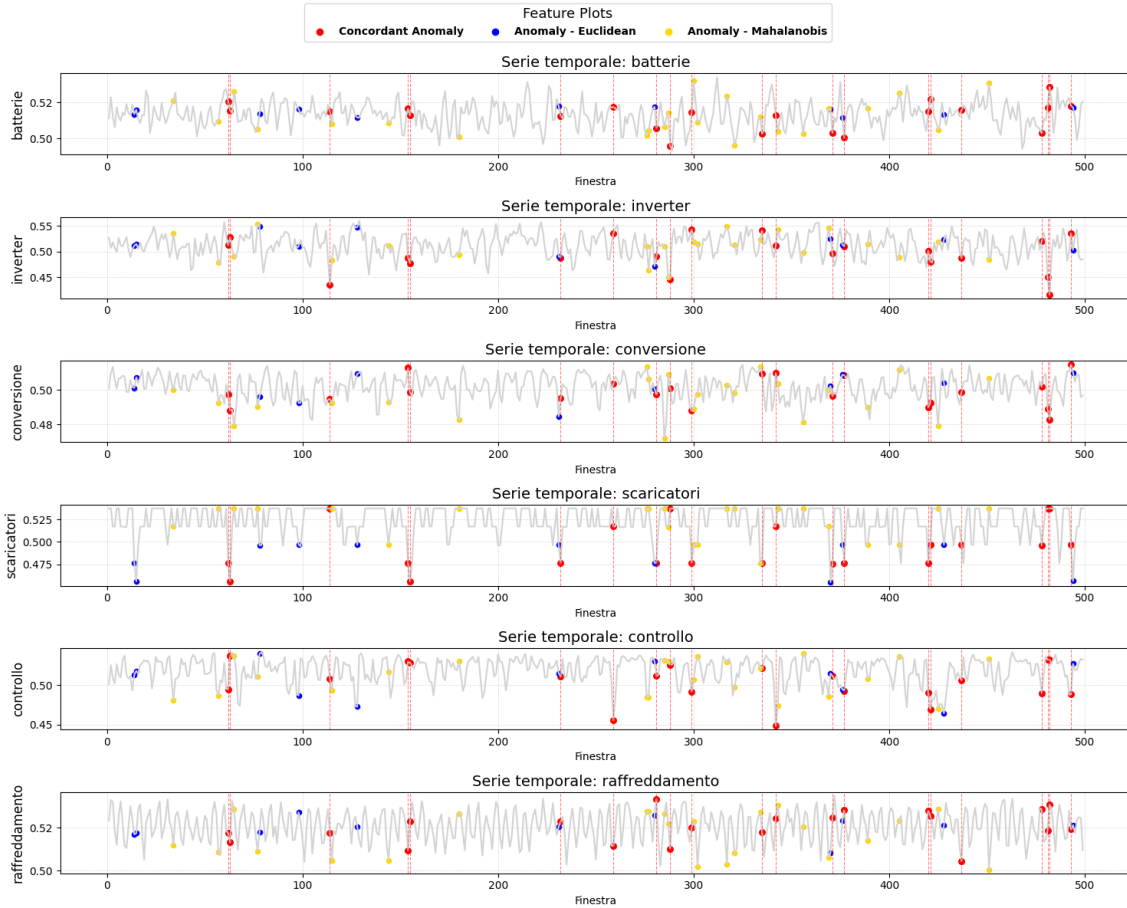 Feature Plots
Concordant Anomaly Anomaly - Euclidean Anomaly - Mahalanobis
Serie temporale: batterie
batterie
0.52
0.50
0 100 200 300 400 500
Finestra
Serie temporale: inverter
inverter
0.55
0.50
0.45
0 100 200 300 400 500
Finestra
Serie temporale: conversione
conversione
0.50
0.48
0 100 200 300 400 500
Finestra
Serie temporale: scaricatori
scaricatori
0.525
0.500
0.475
0 100 200 300 400 500
Finestra
Serie temporale: controllo
controllo
0.50
0.45
0 100 200 300 400 500
Finestra
Serie temporale: raffreddamento
raffreddamento
0.52
0.50
0 100 200 300 400 500
Finestra